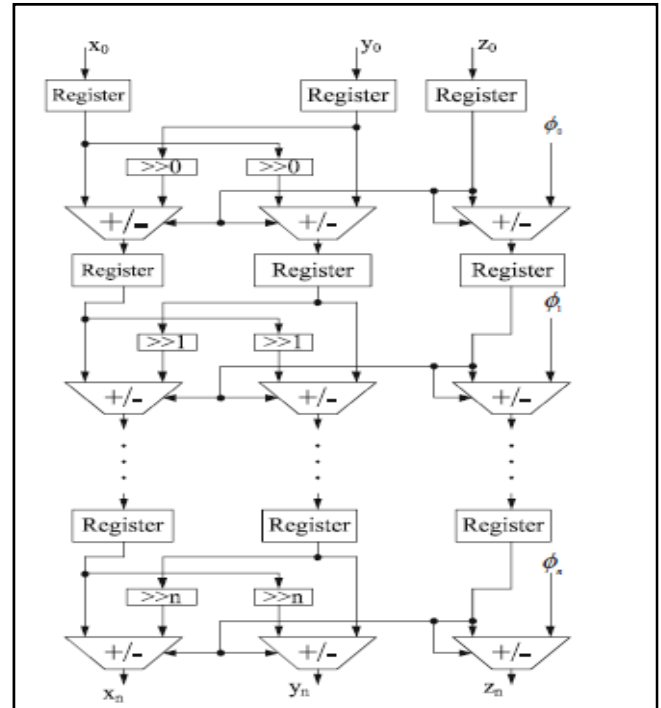 x₀ y₀ z₀
Register Register Register
ϕ₀
>>0 >>0
+/- +/- +/-
Register Register Register
ϕ₁
>>1 >>1
+/- +/- +/-
Register Register Register
ϕₙ
>>n >>n
+/- +/- +/-
xₙ yₙ zₙ